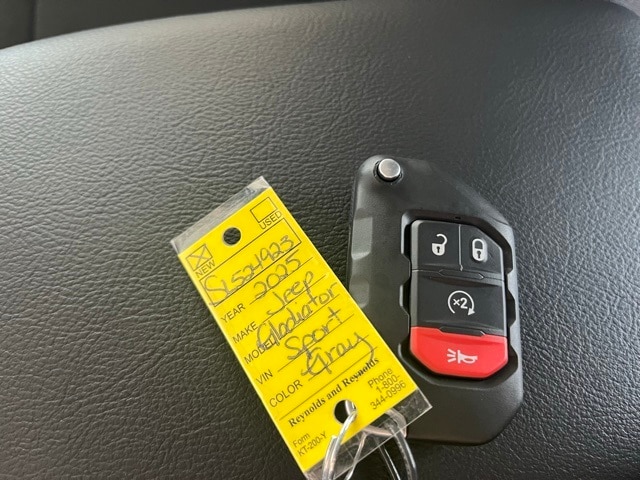 NEW USED
SL524923
YEAR 2025
MAKE Jeep
MODEL Gladiator
VIN Sport
COLOR Gray
Reynolds and Reynolds
Form KT-200-Y
Phone 1-800-344-0996
x2